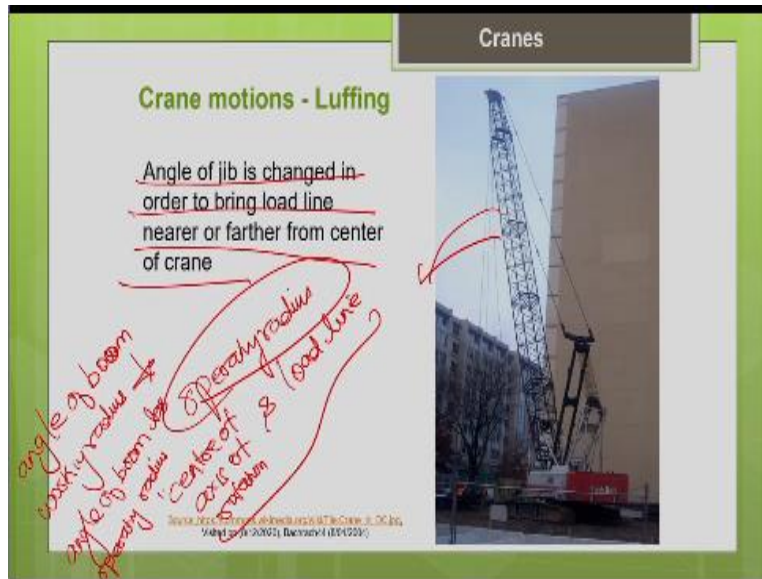 Cranes
Crane motions - Luffing
Angle of jib is changed in
order to bring load line
nearer or farther from center
of crane
operating radius
centre of & load line
axis of
rotation
angle of boom
working radius
angle of boom
operating radius